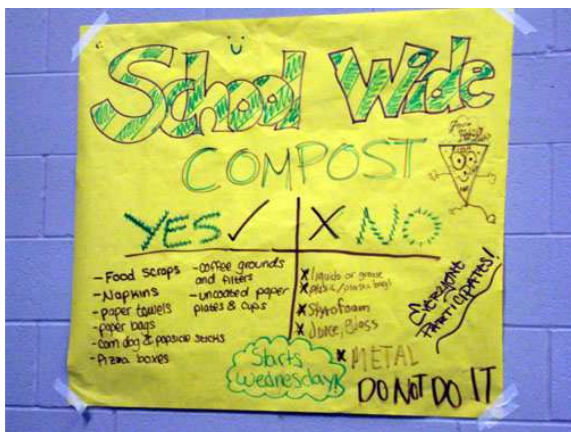 School Wide
COMPOST
YES ✓
X NO
- Food Scraps
- Napkins
- paper towels
- paper bags
- corn dog & popsicle sticks
- Pizza boxes
- coffee grounds
and filters
- uncoated paper
plates & cups
X liquids or grease
X plastic/plastic bags
X Styrofoam
X Juice, Glass
X METAL
DO NOT DO IT
Starts
Wednesday!
EVERYONE
PARTICIPATES!